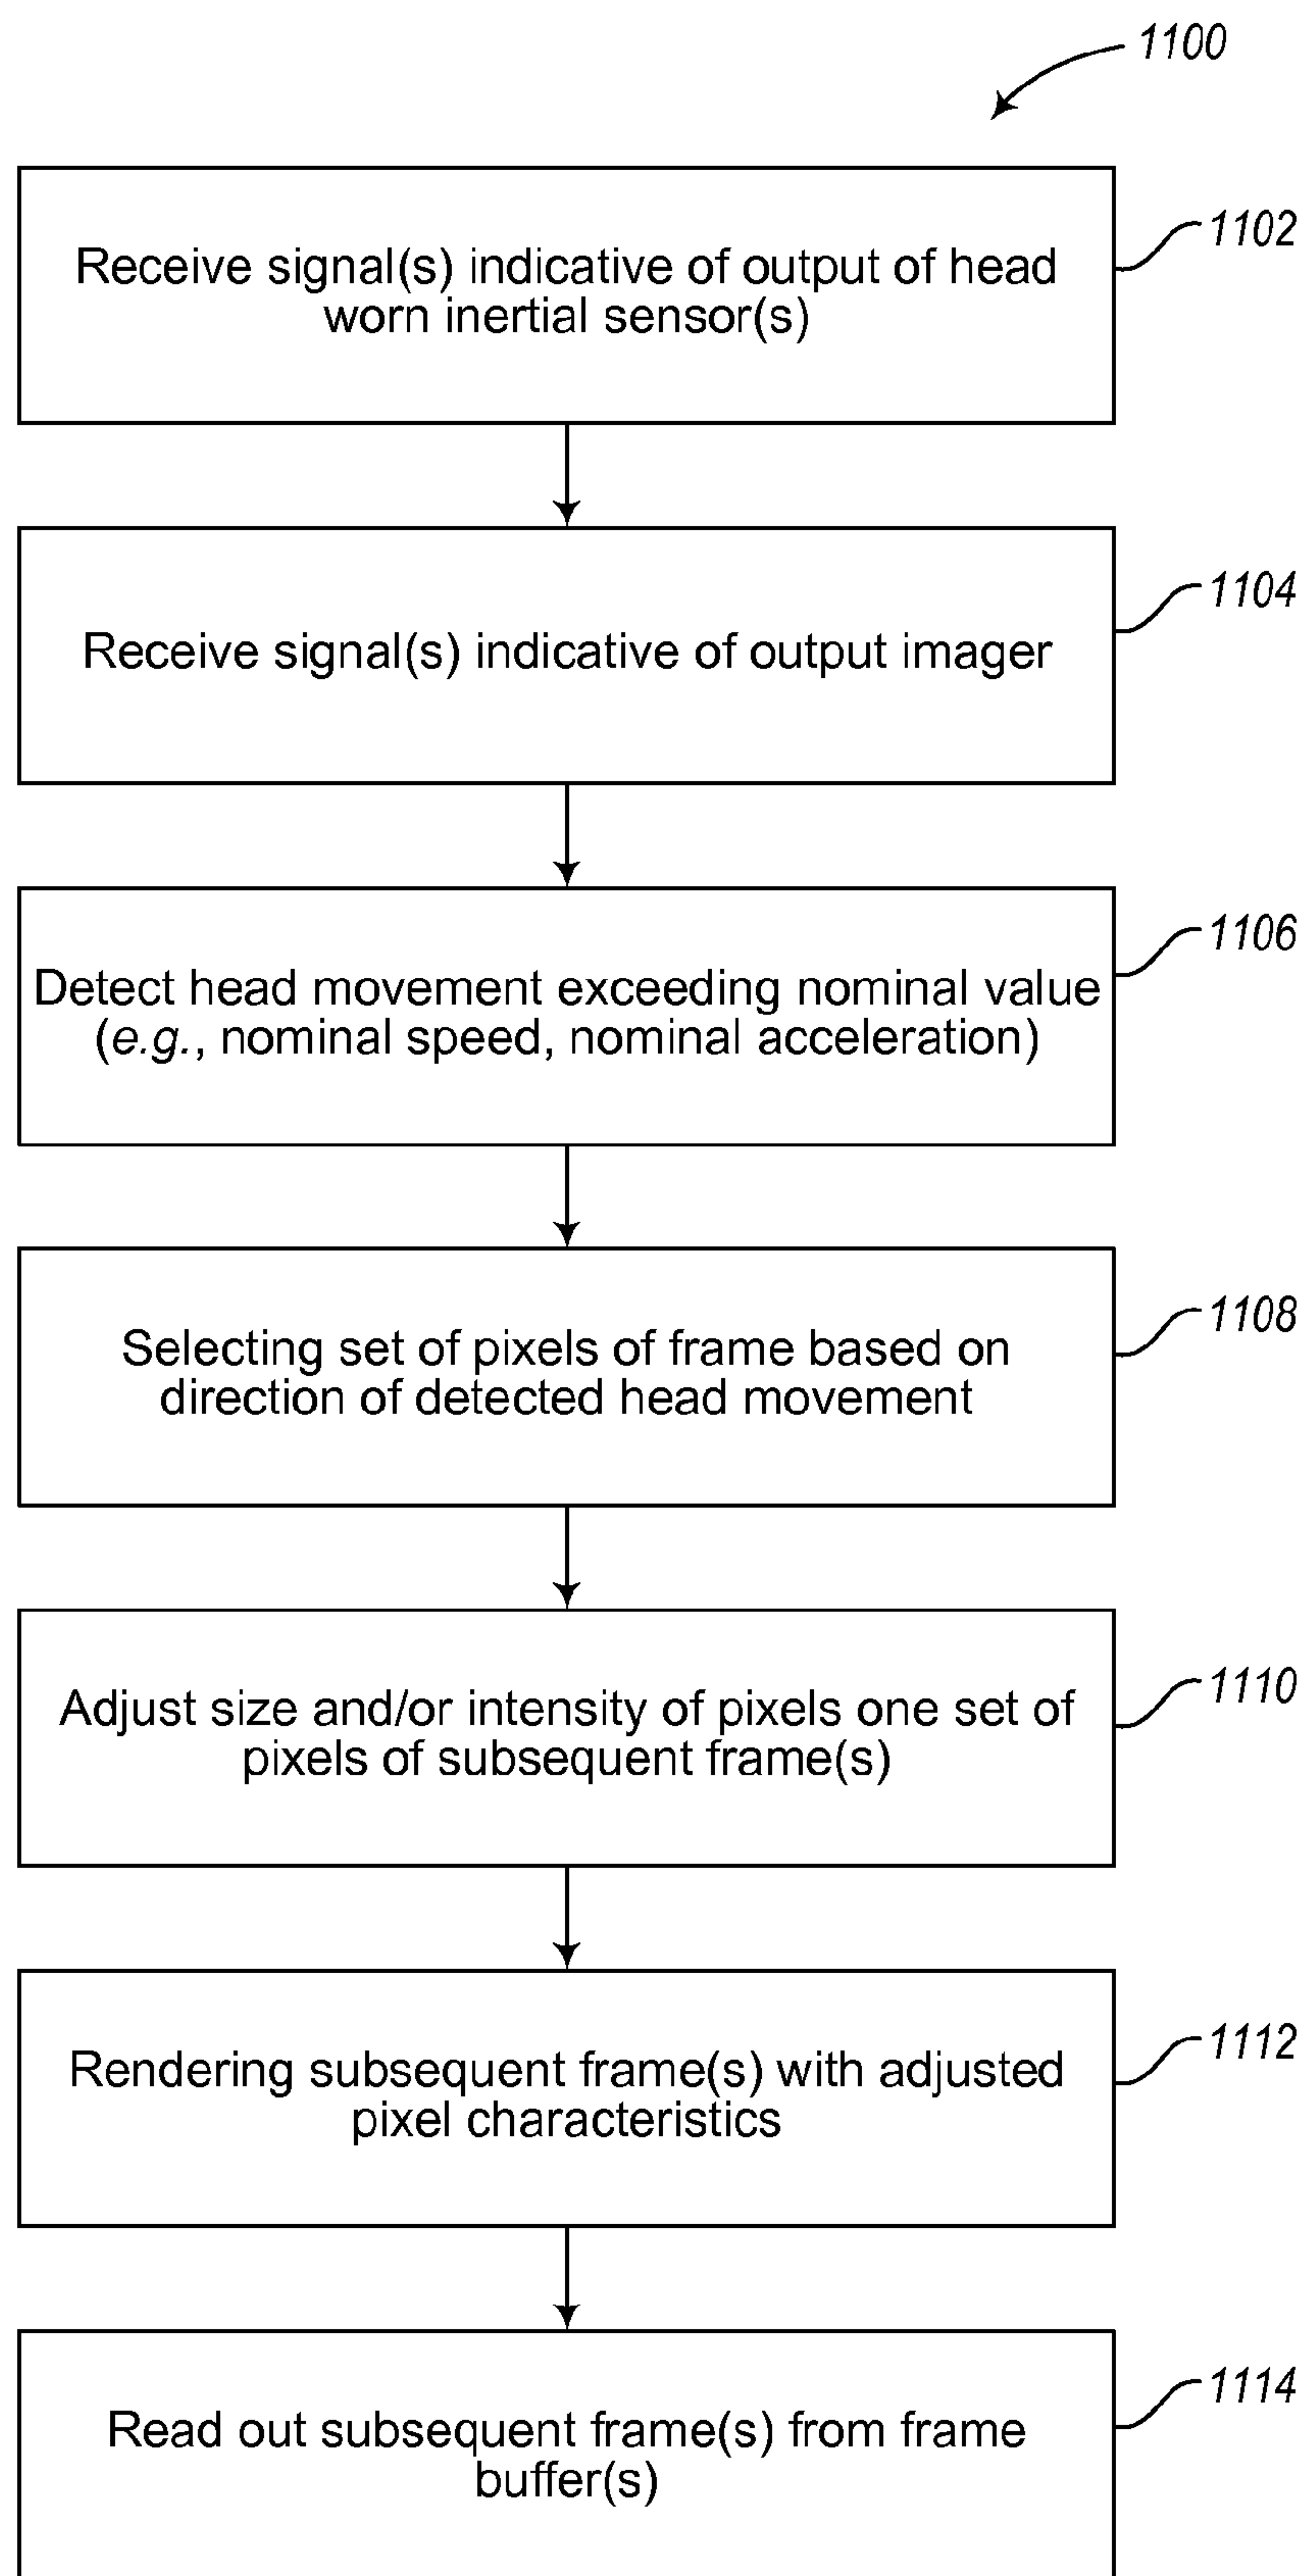 1100
Receive signal(s) indicative of output of head
worn inertial sensor(s)
1102
Receive signal(s) indicative of output imager
1104
Detect head movement exceeding nominal value
(e.g., nominal speed, nominal acceleration)
1106
Selecting set of pixels of frame based on
direction of detected head movement
1108
Adjust size and/or intensity of pixels one set of
pixels of subsequent frame(s)
1110
Rendering subsequent frame(s) with adjusted
pixel characteristics
1112
Read out subsequent frame(s) from frame
buffer(s)
1114